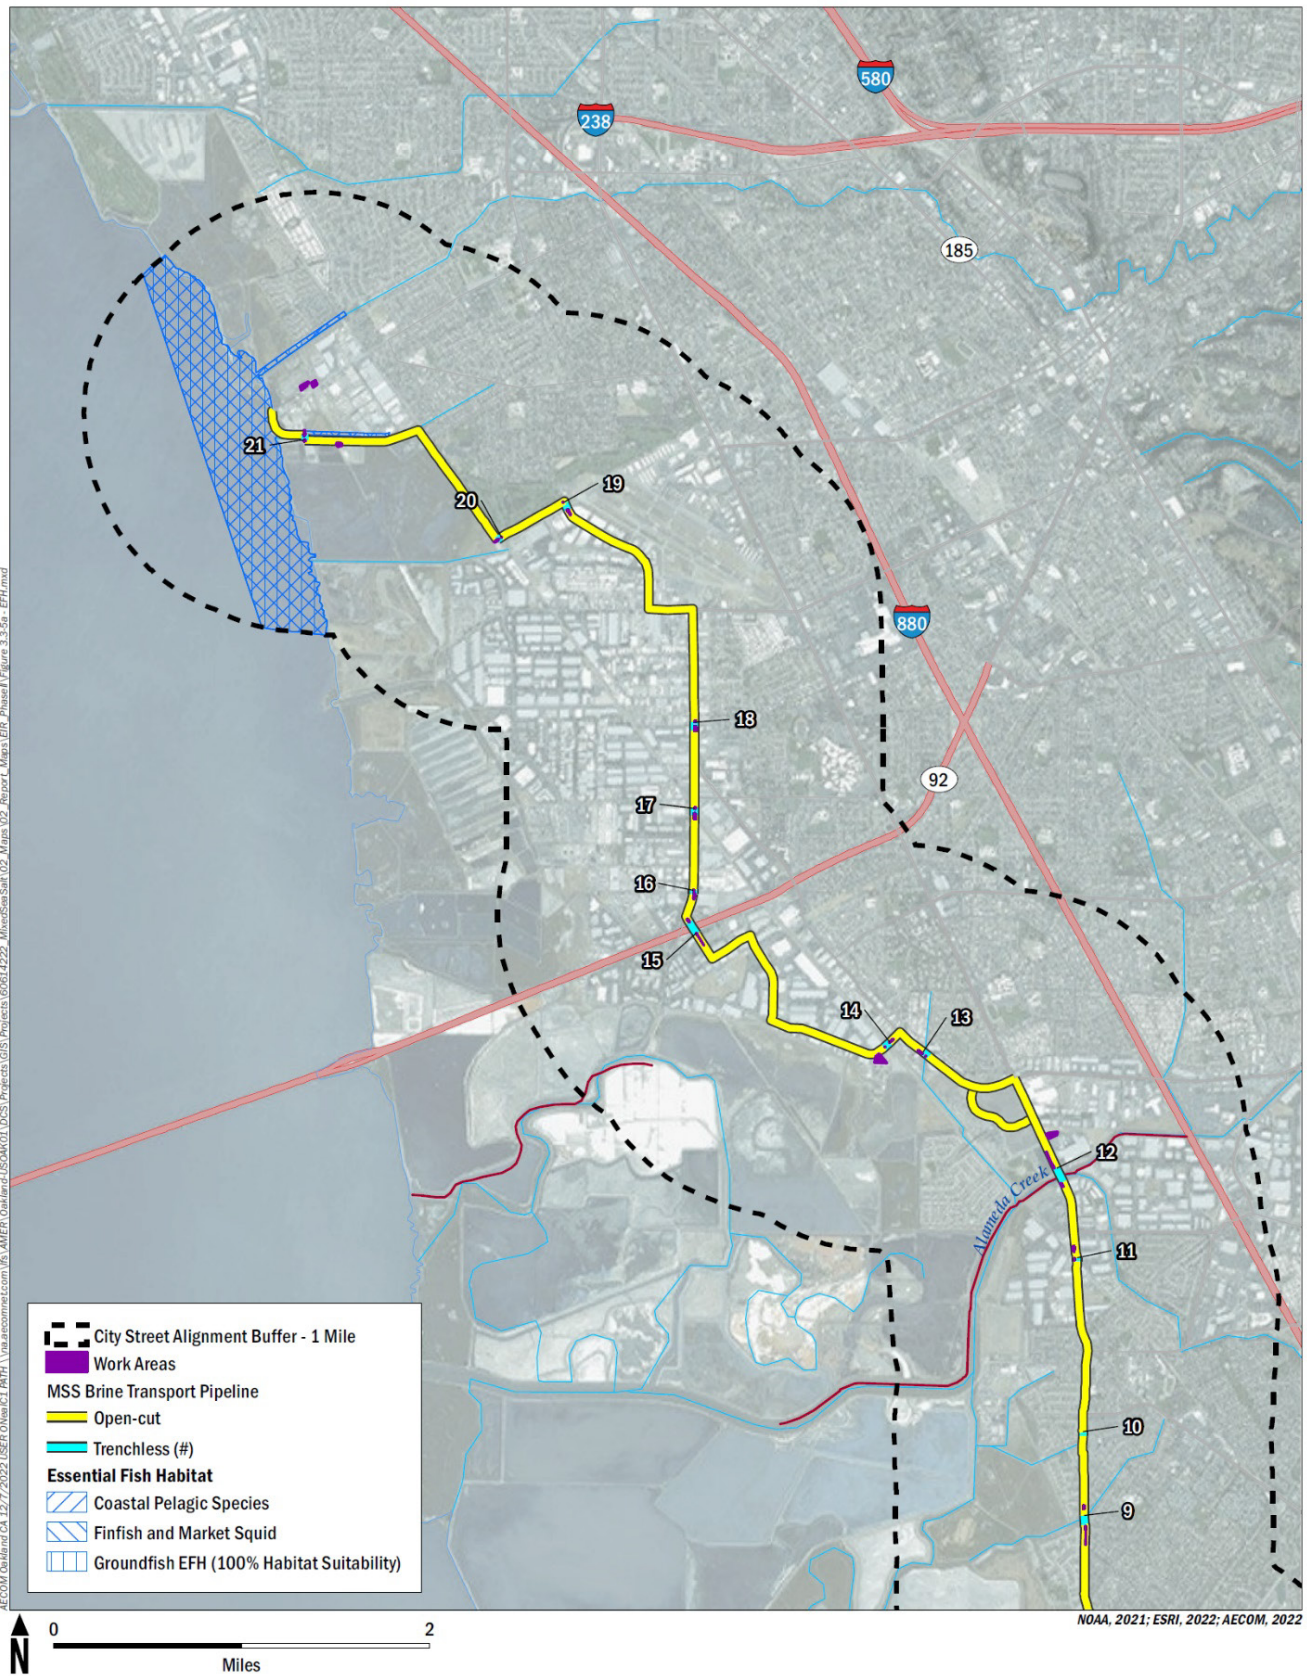 580
238
185
21
20
19
880
18
92
17
16
15
14
13
12
Alameda Creek
11
10
9
City Street Alignment Buffer - 1 Mile
Work Areas
MSS Brine Transport Pipeline
Open-cut
Trenchless (#)
Essential Fish Habitat
Coastal Pelagic Species
Finfish and Market Squid
Groundfish EFH (100% Habitat Suitability)
NOAA, 2021; ESRI, 2022; AECOM, 2022
N
0 2
Miles